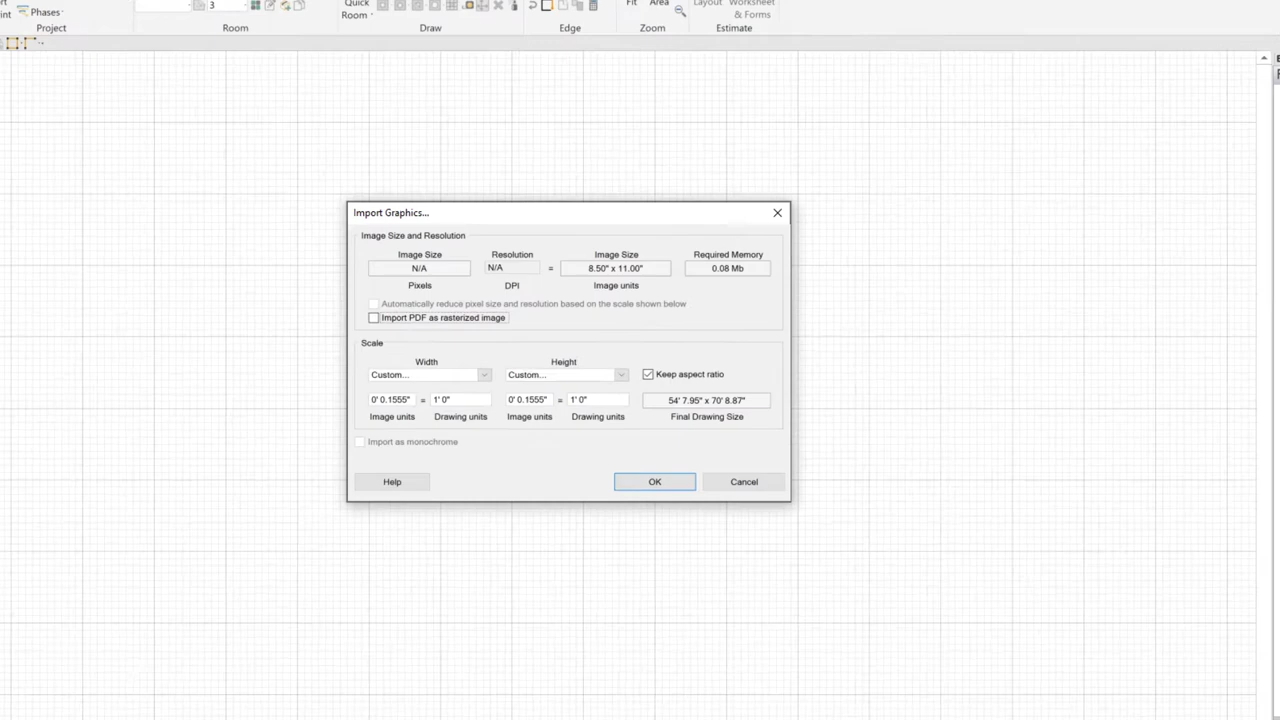 Phases
3
Quick
Room
Fit
Area
Layout Worksheet
& Forms
Project
Room
Draw
Edge
Zoom
Estimate
Import Graphics...
Image Size and Resolution
Image Size Resolution Image Size Required Memory
N/A N/A = 8.50" x 11.00" 0.08 Mb
Pixels DPI Image units
Automatically reduce pixel size and resolution based on the scale shown below
Import PDF as rasterized image
Scale
Width Height
Custom... Custom... Keep aspect ratio
0' 0.1555" = 1' 0" 0' 0.1555" = 1' 0" 54' 7.95" x 70' 8.87"
Image units Drawing units Image units Drawing units Final Drawing Size
Import as monochrome
Help OK Cancel